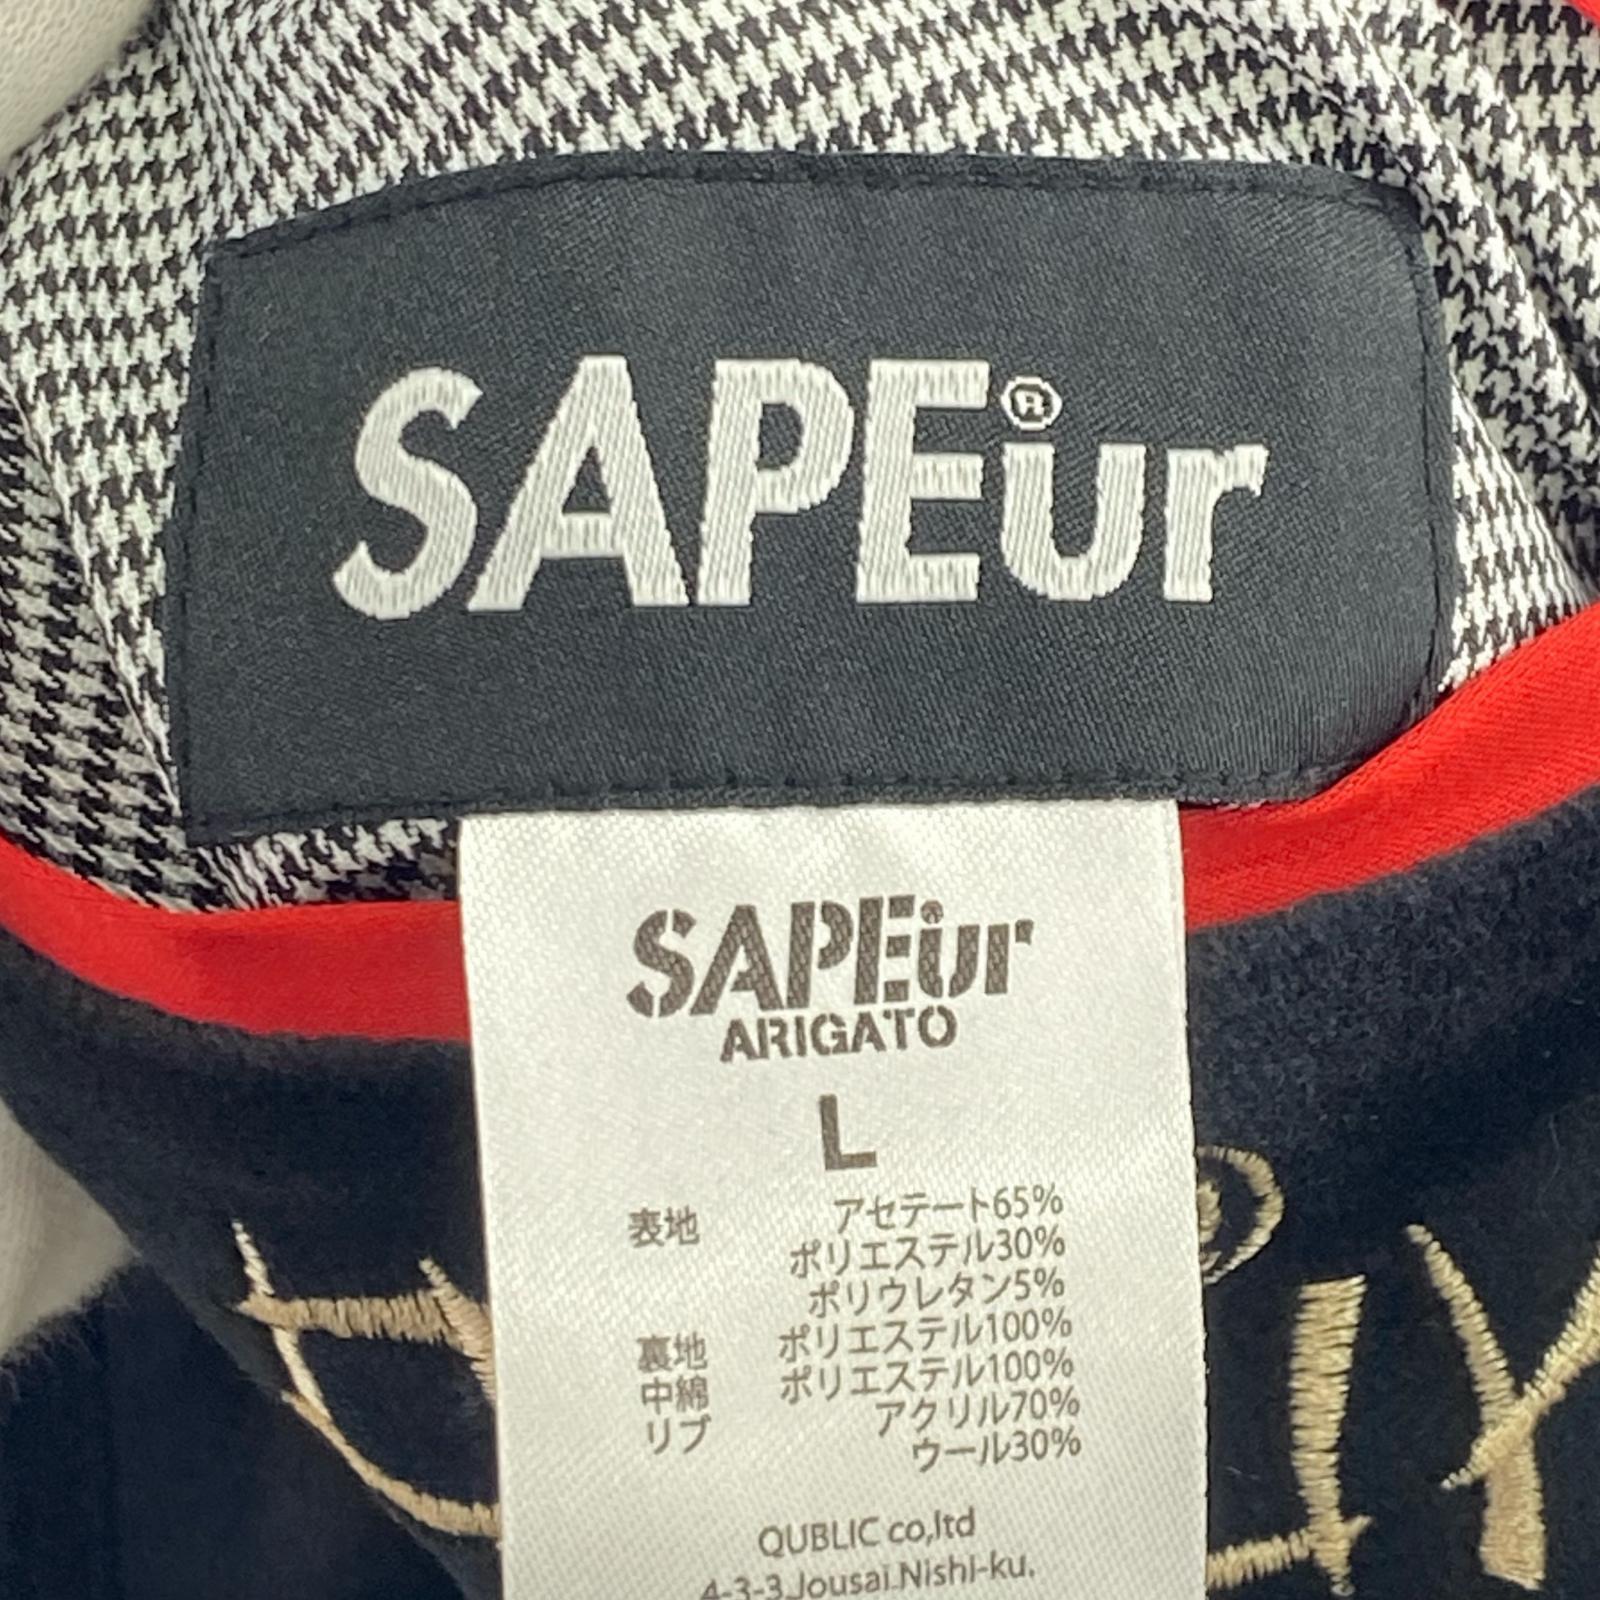 SAPEur®
SAPEur
ARIGATO
L
表地 アセテート65%
ポリエステル30%
ポリウレタン5%
裏地 ポリエステル100%
中綿 ポリエステル100%
リブ アクリル70%
ウール30%
QUBLIC co,ltd
4-3-3,Jousai.Nishi-ku.